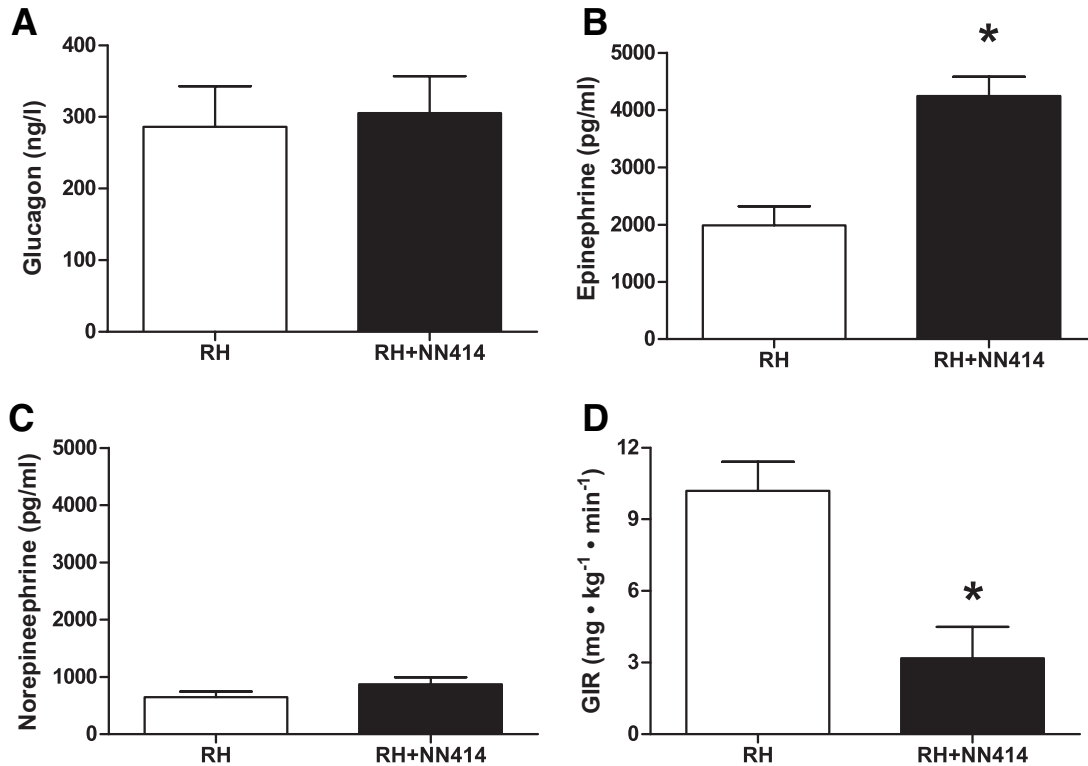 A
Glucagon (ng/l)
400
300
200
100
0
RH
RH+NN414
B
Epinephrine (pg/ml)
5000
4000
3000
2000
1000
0
*
RH
RH+NN414
C
Norepineephrine (pg/ml)
5000
4000
3000
2000
1000
0
RH
RH+NN414
D
GIR (mg • kg⁻¹ • min⁻¹)
12
9
6
3
0
*
RH
RH+NN414